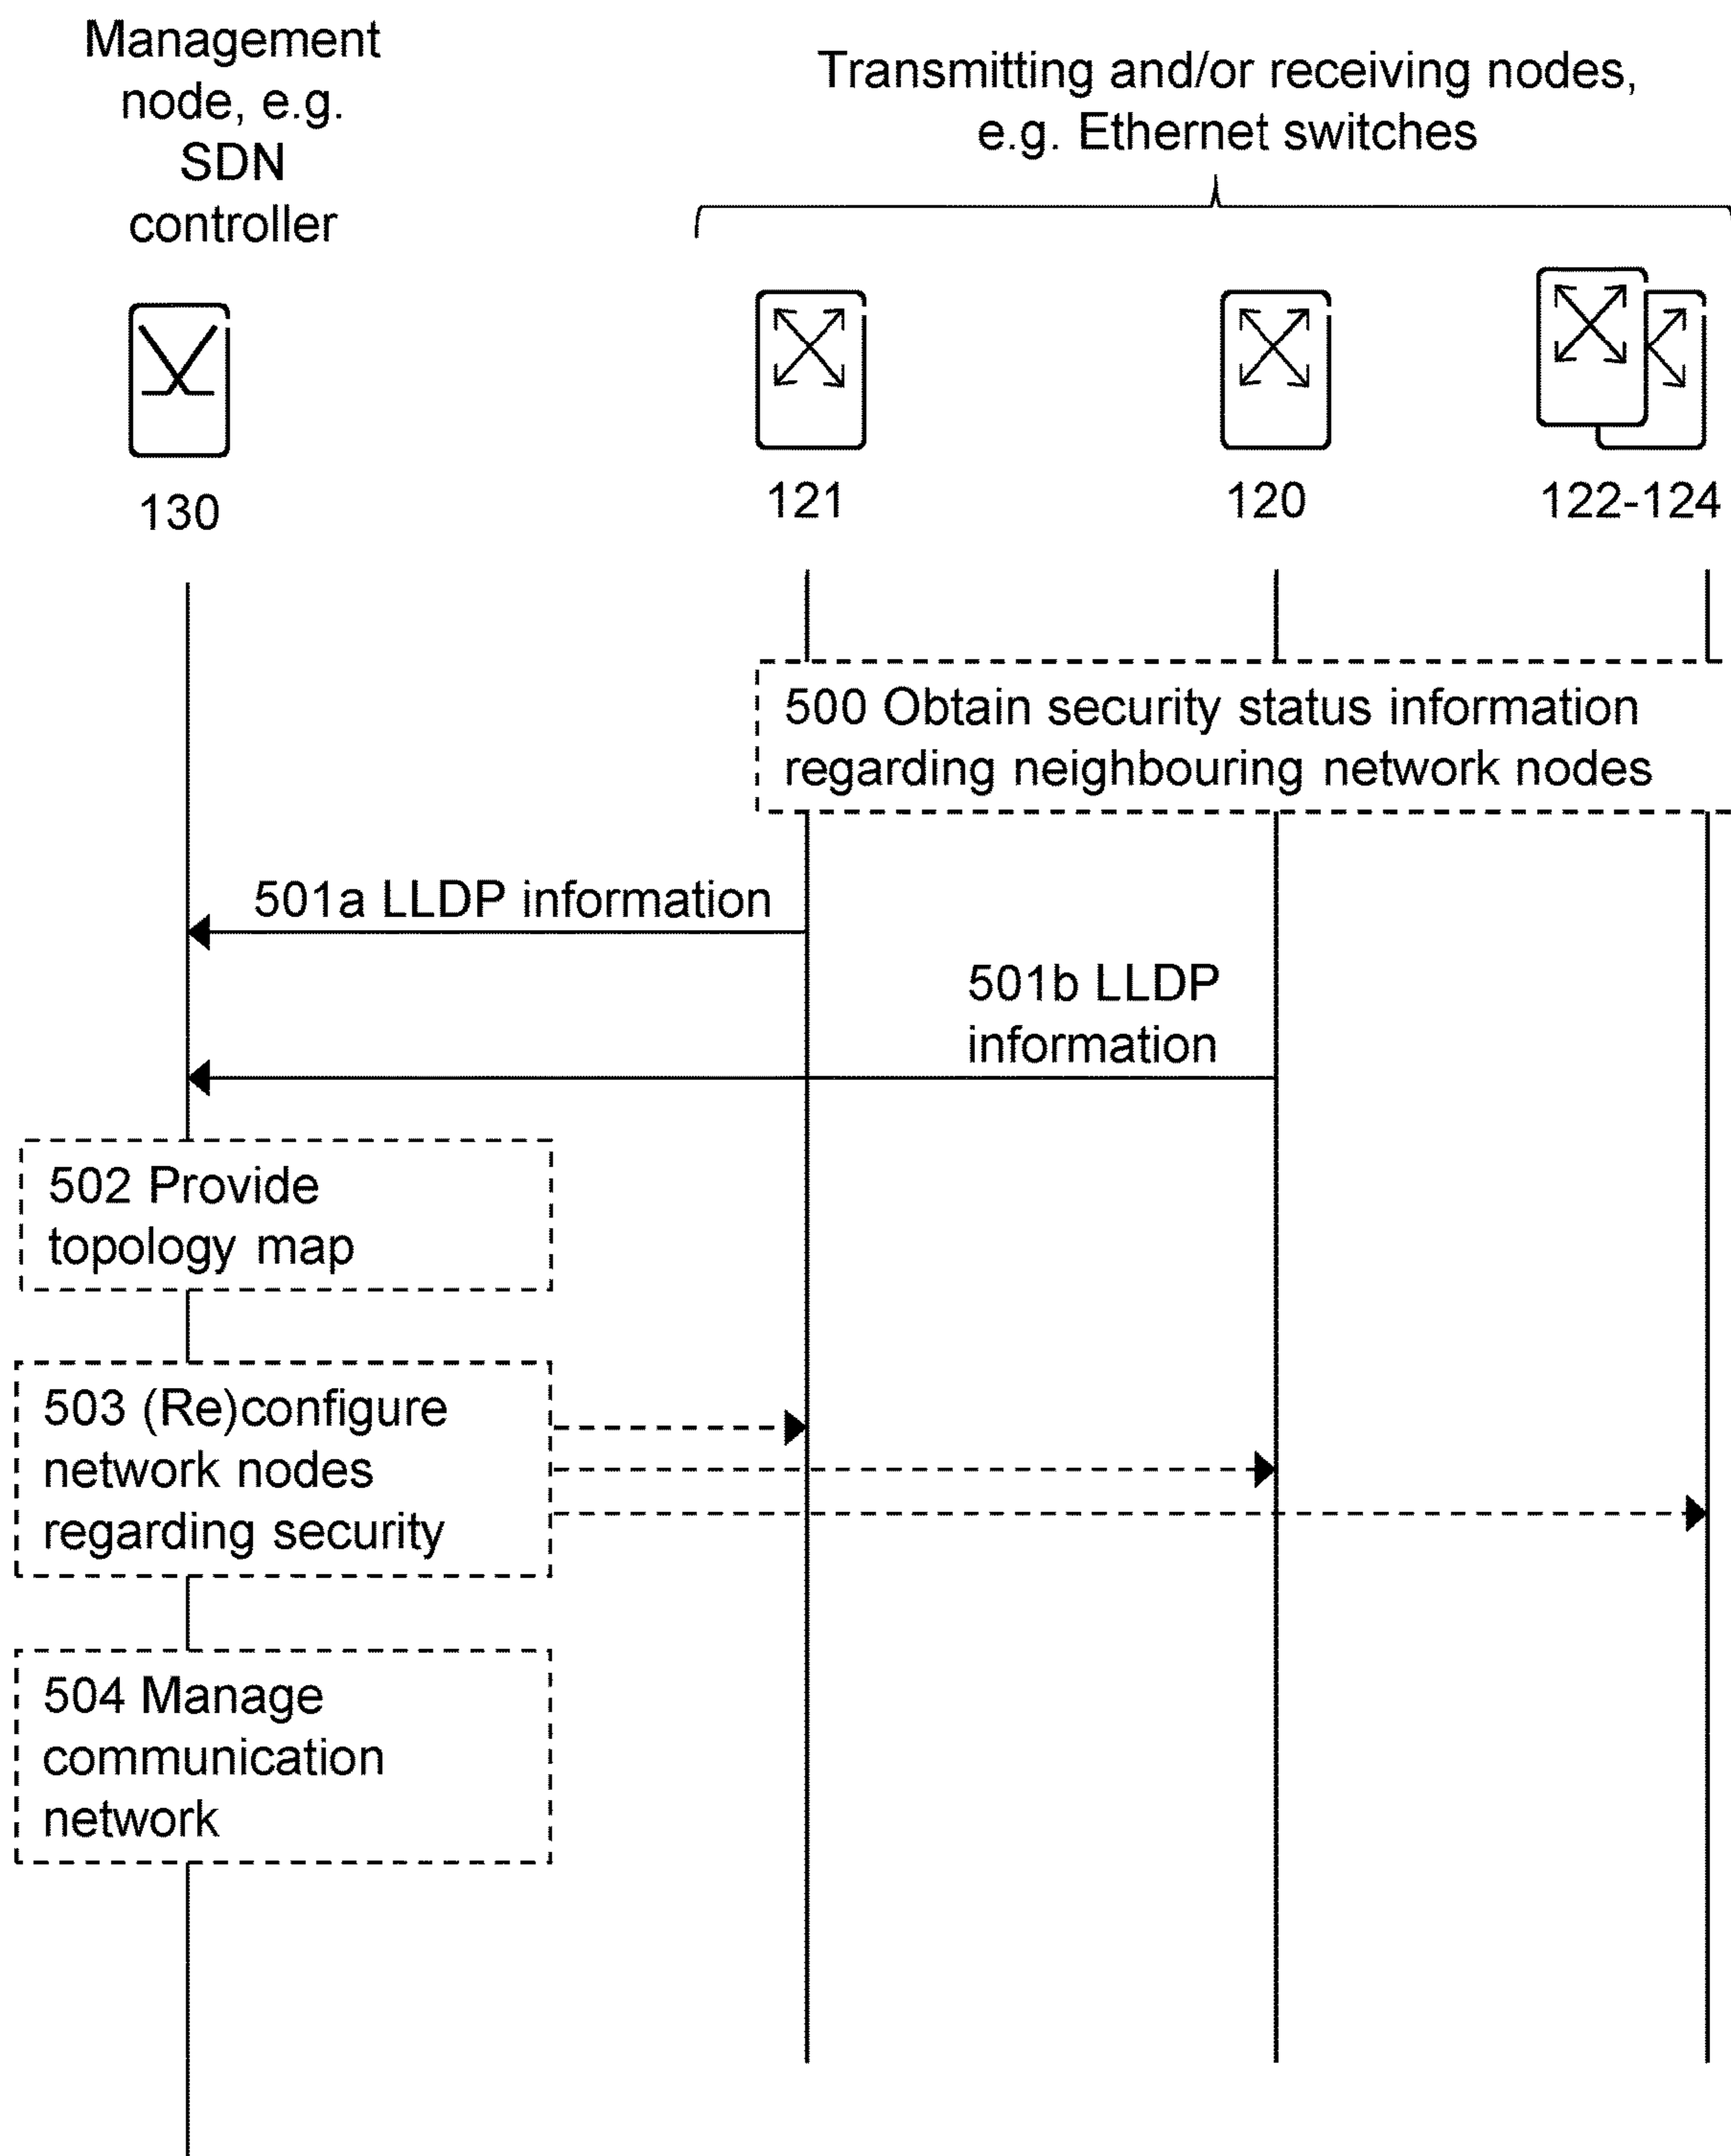 Management
node, e.g.
SDN
controller
Transmitting and/or receiving nodes,
e.g. Ethernet switches
130
121
120
122-124
500 Obtain security status information
regarding neighbouring network nodes
501a LLDP information
501b LLDP
information
502 Provide
topology map
503 (Re)configure
network nodes
regarding security
504 Manage
communication
network